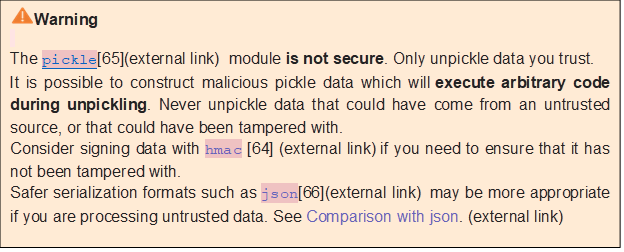 Warning
The pickle[65](external link) module is not secure. Only unpickle data you trust.
It is possible to construct malicious pickle data which will execute arbitrary code
during unpickling. Never unpickle data that could have come from an untrusted
source, or that could have been tampered with.
Consider signing data with hmac [64] (external link) if you need to ensure that it has
not been tampered with.
Safer serialization formats such as json[66](external link) may be more appropriate
if you are processing untrusted data. See Comparison with json. (external link)